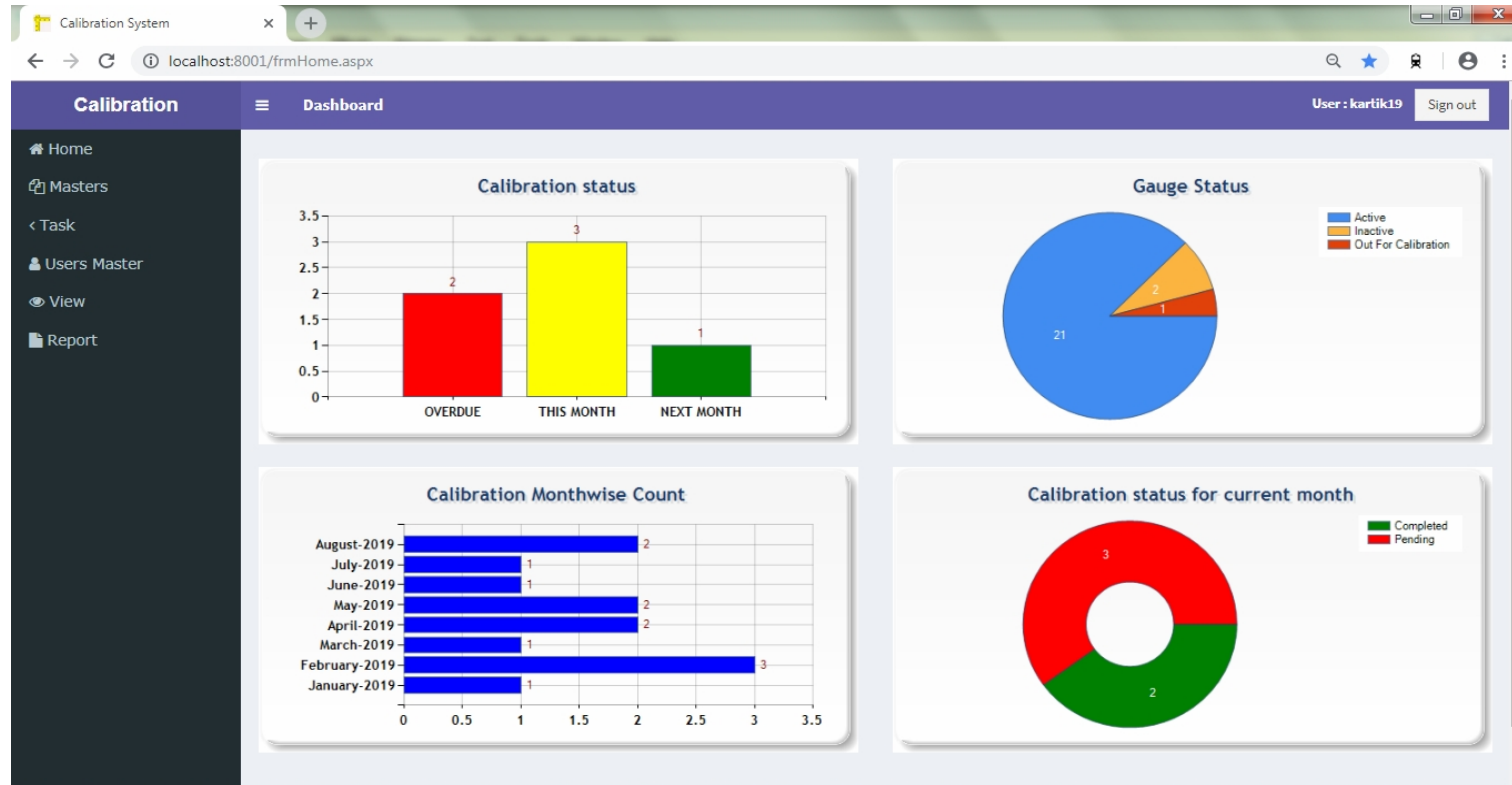 Calibration System
localhost:8001/frmHome.aspx
Calibration
Dashboard
User : kartik19
Sign out
Home
Masters
Task
Users Master
View
Report
Calibration status
3.5
3
2.5
2
1.5
1
0.5
0
2
3
1
OVERDUE THIS MONTH NEXT MONTH
Gauge Status
Active
Inactive
Out For Calibration
2
1
21
Calibration Monthwise Count
August-2019 2
July-2019 1
June-2019 1
May-2019 2
April-2019 2
March-2019 1
February-2019 3
January-2019 1
0 0.5 1 1.5 2 2.5 3 3.5
Calibration status for current month
Completed
Pending
3
2